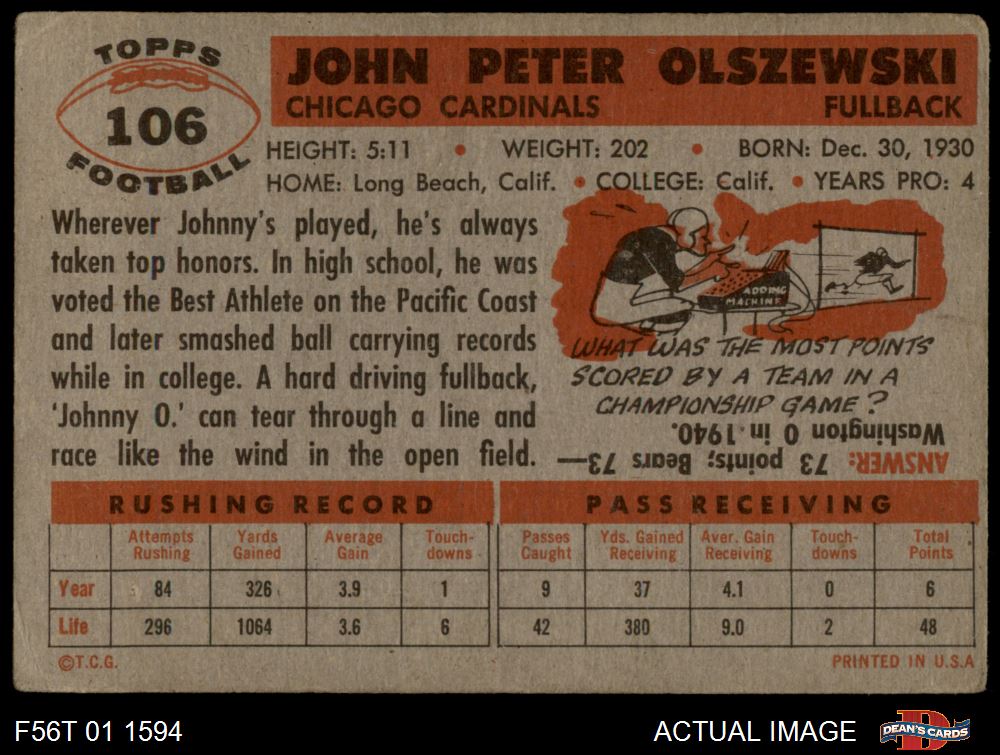 TOPPS
106
FOOTBALL
JOHN PETER OLSZEWSKI
CHICAGO CARDINALS FULLBACK
HEIGHT: 5:11 • WEIGHT: 202 • BORN: Dec. 30, 1930
HOME: Long Beach, Calif. • COLLEGE: Calif. • YEARS PRO: 4
Wherever Johnny's played, he's always
taken top honors. In high school, he was
voted the Best Athlete on the Pacific Coast
and later smashed ball carrying records
while in college. A hard driving fullback,
'Johnny O.' can tear through a line and
race like the wind in the open field.
ADDING
MACHINE
WHAT WAS THE MOST POINTS
SCORED BY A TEAM IN A
CHAMPIONSHIP GAME?
ANSWER: 73 points; Bears 73—
Washington 0 in 1940.
RUSHING RECORD PASS RECEIVING
Attempts Rushing Yards Gained Average Gain Touch-downs Passes Caught Yds. Gained Receiving Aver. Gain Receiving Touch-downs Total Points
Year 84 326 3.9 1 9 37 4.1 0 6
Life 296 1064 3.6 6 42 380 9.0 2 48
©T.C.G. PRINTED IN U.S.A
F56T 01 1594 ACTUAL IMAGE D DEAN'S CARDS